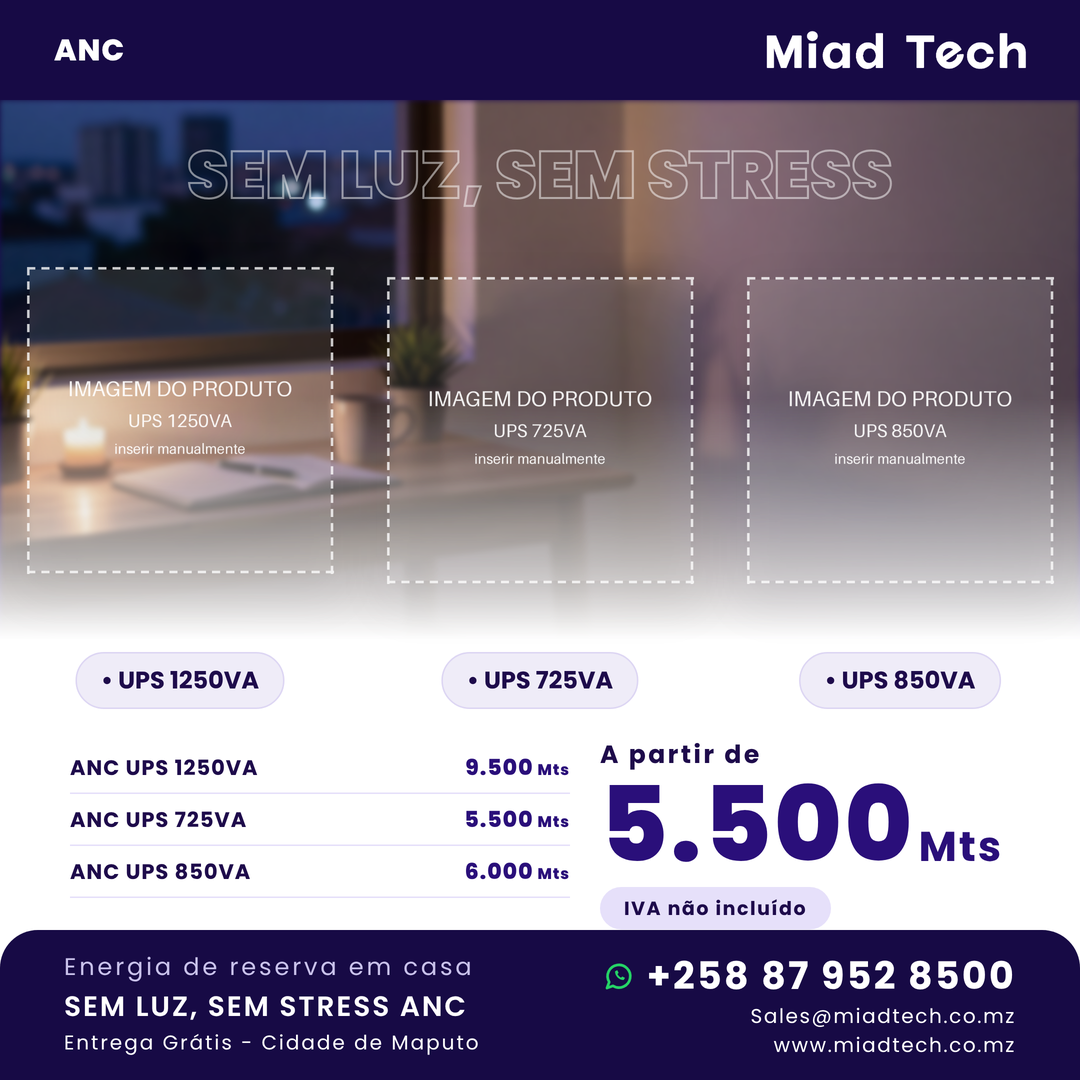 ANC
Miad Tech
SEM LUZ, SEM STRESS
IMAGEM DO PRODUTO
UPS 1250VA
inserir manualmente
IMAGEM DO PRODUTO
UPS 725VA
inserir manualmente
IMAGEM DO PRODUTO
UPS 850VA
inserir manualmente
• UPS 1250VA
• UPS 725VA
• UPS 850VA
ANC UPS 1250VA 9.500 Mts
ANC UPS 725VA 5.500 Mts
ANC UPS 850VA 6.000 Mts
A partir de
5.500 Mts
IVA não incluído
Energia de reserva em casa
SEM LUZ, SEM STRESS ANC
Entrega Grátis - Cidade de Maputo
+258 87 952 8500
Sales@miadtech.co.mz
www.miadtech.co.mz